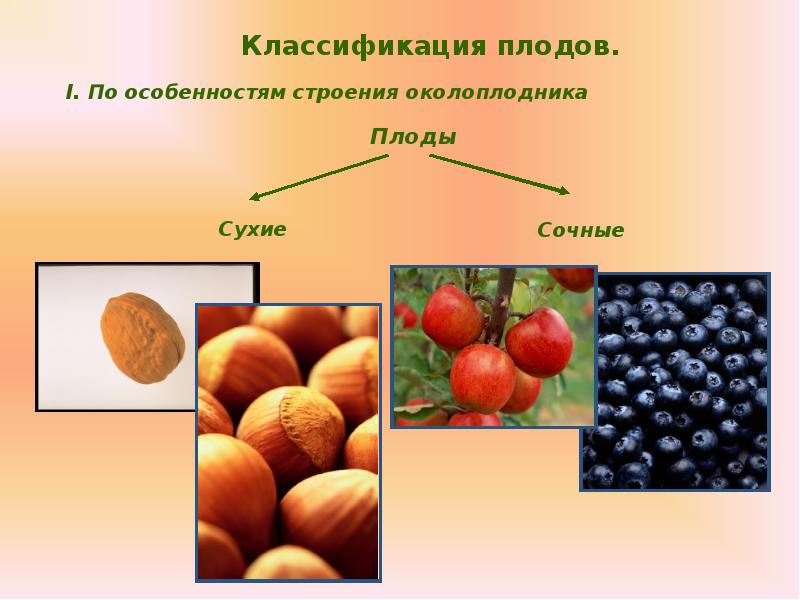 Классификация плодов.
I. По особенностям строения околоплодника
Плоды
Сухие
Сочные